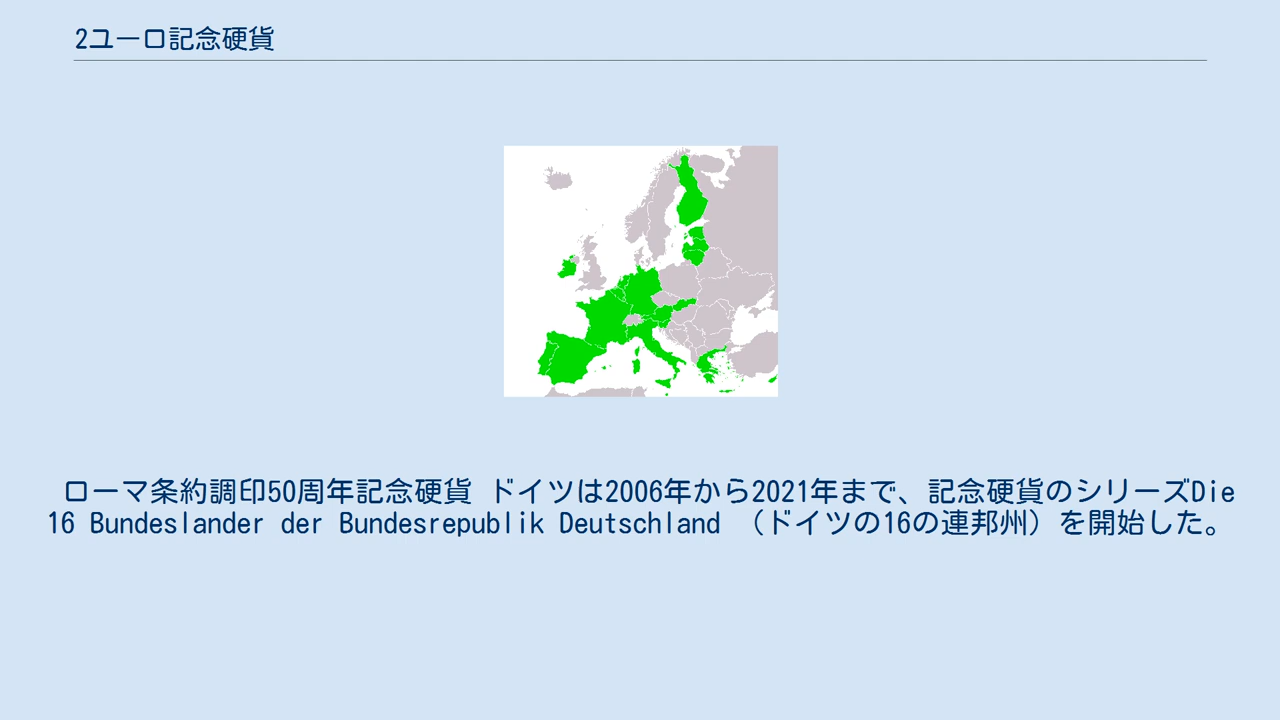 2ユーロ記念硬貨
ローマ条約調印50周年記念硬貨 ドイツは2006年から2021年まで、記念硬貨のシリーズDie
16 Bundeslander der Bundesrepublik Deutschland （ドイツの16の連邦州）を開始した。